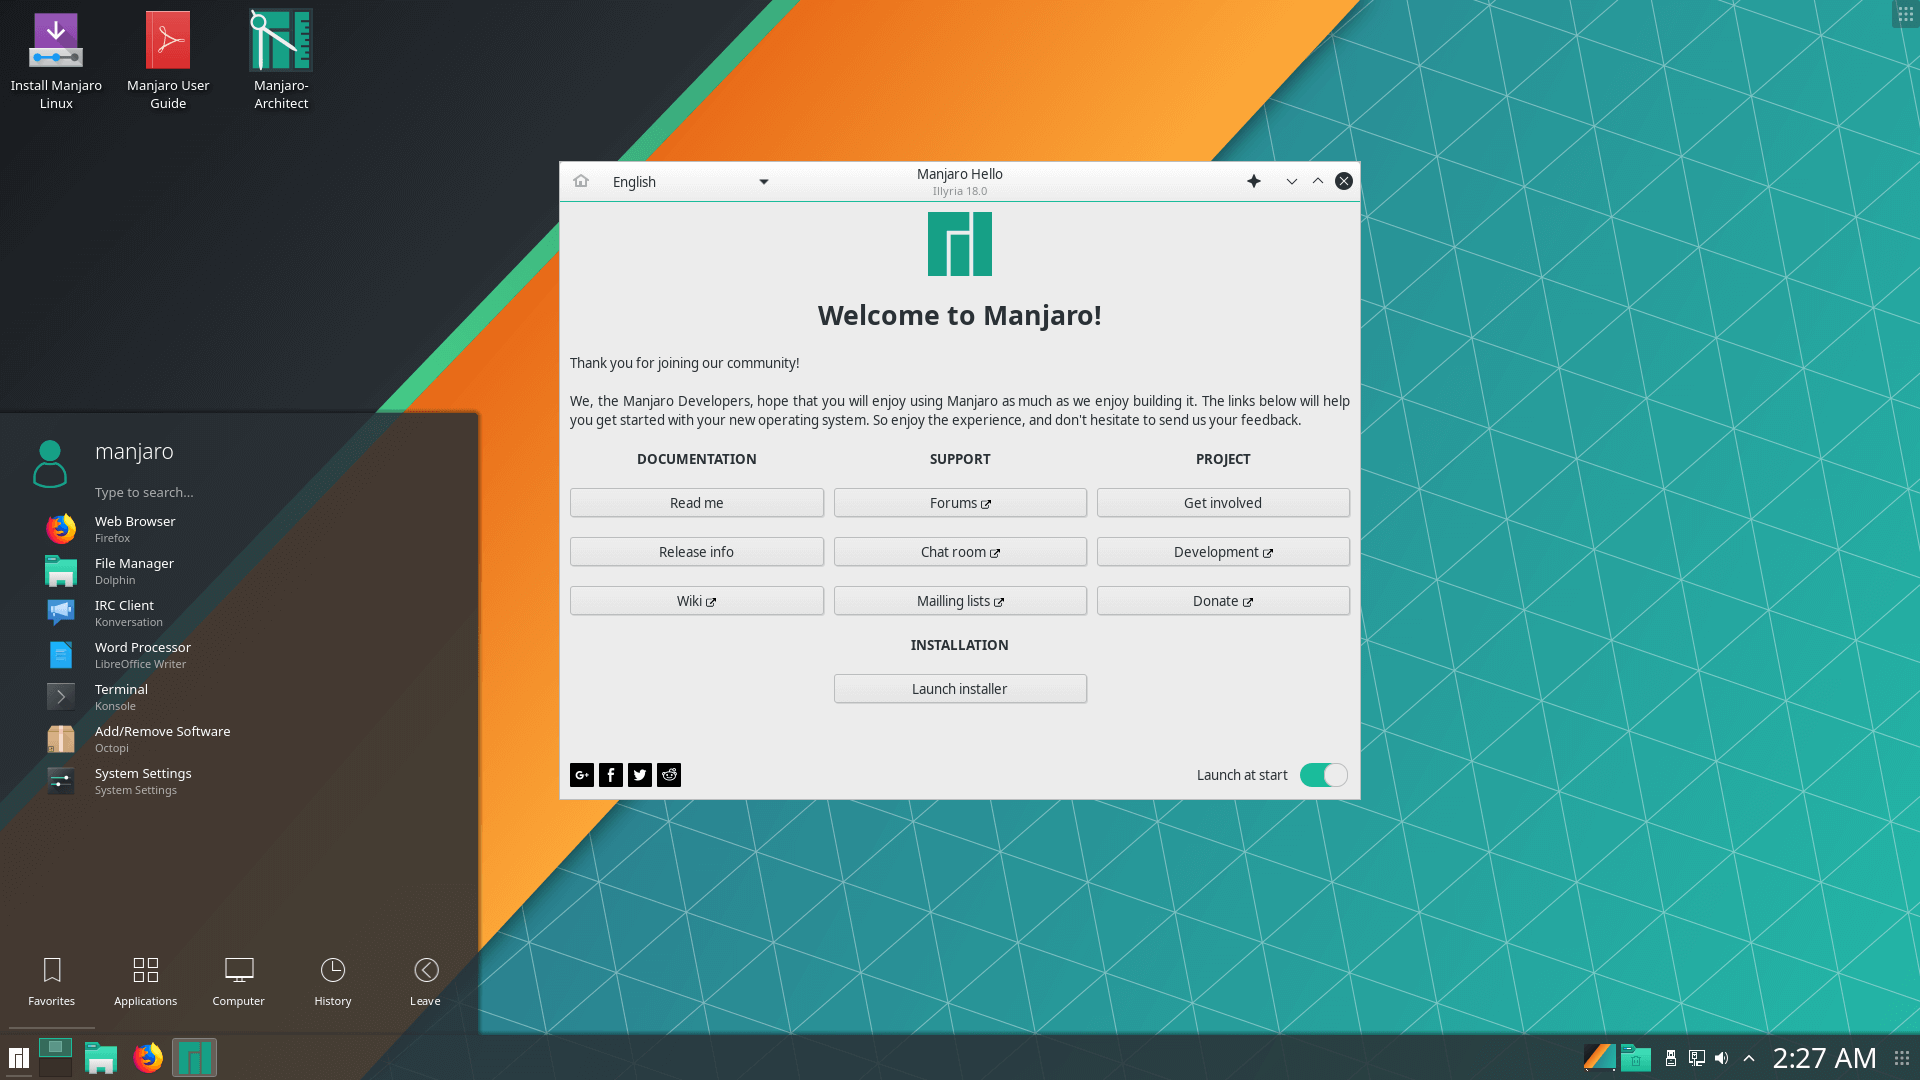 Install Manjaro
Linux
Manjaro User
Guide
Manjaro-
Architect
English
Manjaro Hello
Illyria 18.0
Welcome to Manjaro!
Thank you for joining our community!
We, the Manjaro Developers, hope that you will enjoy using Manjaro as much as we enjoy building it. The links below will help
you get started with your new operating system. So enjoy the experience, and don't hesitate to send us your feedback.
DOCUMENTATION
SUPPORT
PROJECT
Read me
Forums
Get involved
Release info
Chat room
Development
Wiki
Mailling lists
Donate
INSTALLATION
Launch installer
G+
f
Launch at start
manjaro
Type to search...
Web Browser
Firefox
File Manager
Dolphin
IRC Client
Konversation
Word Processor
LibreOffice Writer
Terminal
Konsole
Add/Remove Software
Octopi
System Settings
System Settings
Favorites
Applications
Computer
History
Leave
2:27 AM